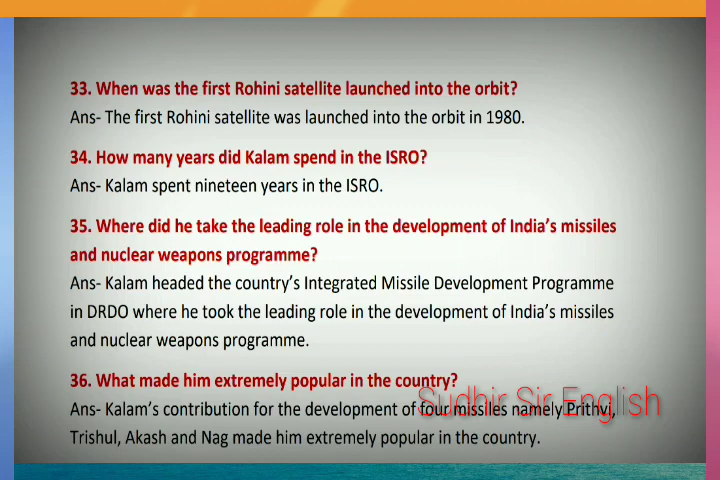 33. When was the first Rohini satellite launched into the orbit?
Ans- The first Rohini satellite was launched into the orbit in 1980.
34. How many years did Kalam spend in the ISRO?
Ans- Kalam spent nineteen years in the ISRO.
35. Where did he take the leading role in the development of India's missiles
and nuclear weapons programme?
Ans- Kalam headed the country's Integrated Missile Development Programme
in DRDO where he took the leading role in the development of India's missiles
and nuclear weapons programme.
36. What made him extremely popular in the country?
Sudhir Sir English
Ans- Kalam's contribution for the development of four missiles namely Prithvi,
Trishul, Akash and Nag made him extremely popular in the country.